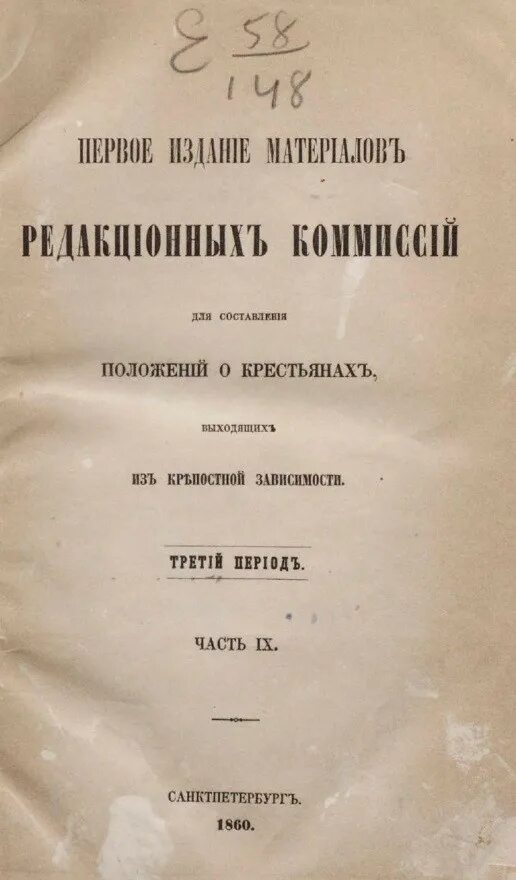 Е 58
148
ПЕРВОЕ ИЗДАНІЕ МАТЕРІАЛОВЪ
РЕДАКЦІОННЫХЪ КОММИССІЙ
ДЛЯ СОСТАВЛЕНІЯ
ПОЛОЖЕНІЙ О КРЕСТЬЯНАХЪ,
ВЫХОДЯЩИХЪ
ИЗЪ КРѢПОСТНОЙ ЗАВИСИМОСТИ.
ТРЕТІЙ ПЕРІОДЪ.
ЧАСТЬ IX.
САНКТПЕТЕРБУРГЪ.
1860.